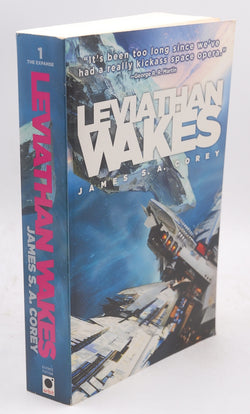 1
THE EXPANSE
LEVIATHAN WAKES
JAMES S. A. COREY
"It's been too long since we've
had a really kickass space opera."
—George R. R. Martin
LEVIATHAN
WAKES
JAMES S. A. COREY